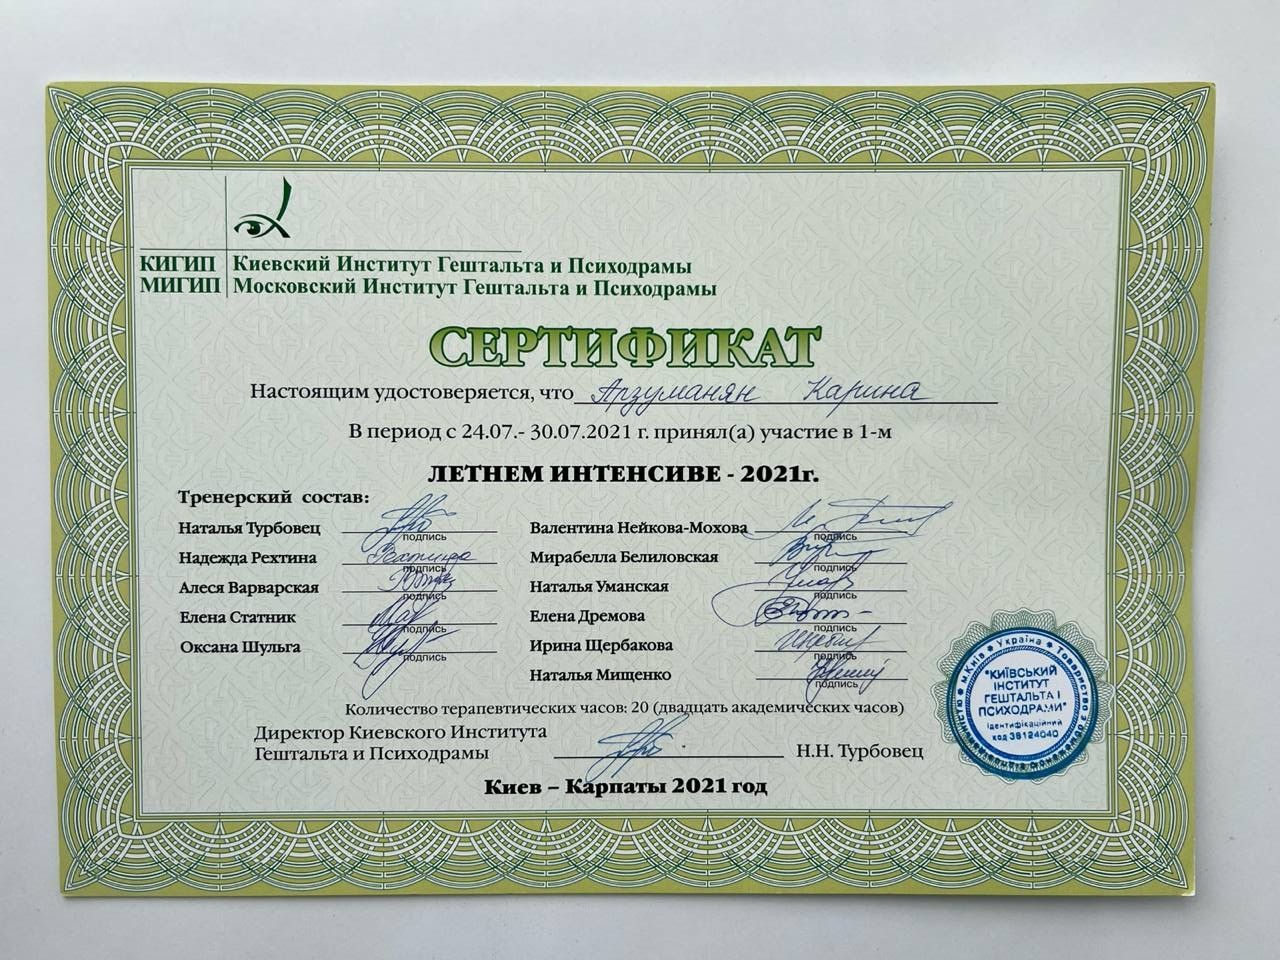 КИГИП Киевский Институт Гештальта и Психодрамы
МИГИП Московский Институт Гештальта и Психодрамы
СЕРТИФИКАТ
Настоящим удостоверяется, что Арзуманян Карина
В период с 24.07.- 30.07.2021 г. принял(а) участие в 1-м
ЛЕТНЕМ ИНТЕНСИВЕ - 2021г.
Тренерский состав:
Наталья Турбовец
подпись
Надежда Рехтина
подпись
Алеся Варварская
подпись
Елена Статник
подпись
Оксана Шульга
подпись
Валентина Нейкова-Мохова
подпись
Мирабелла Белиловская
подпись
Наталья Уманская
подпись
Елена Дремова
подпись
Ирина Щербакова
подпись
Наталья Мищенко
подпись
Количество терапевтических часов: 20 (двадцать академических часов)
Директор Киевского Института
Гештальта и Психодрамы Н.Н. Турбовец
Киев – Карпаты 2021 год
м.Київ * Україна * Товариство з
"КИЇВСЬКИЙ
ІНСТИТУТ
ГЕШТАЛЬТА І
ПСИХОДРАМИ"
Ідентифікаційний
код 38124040